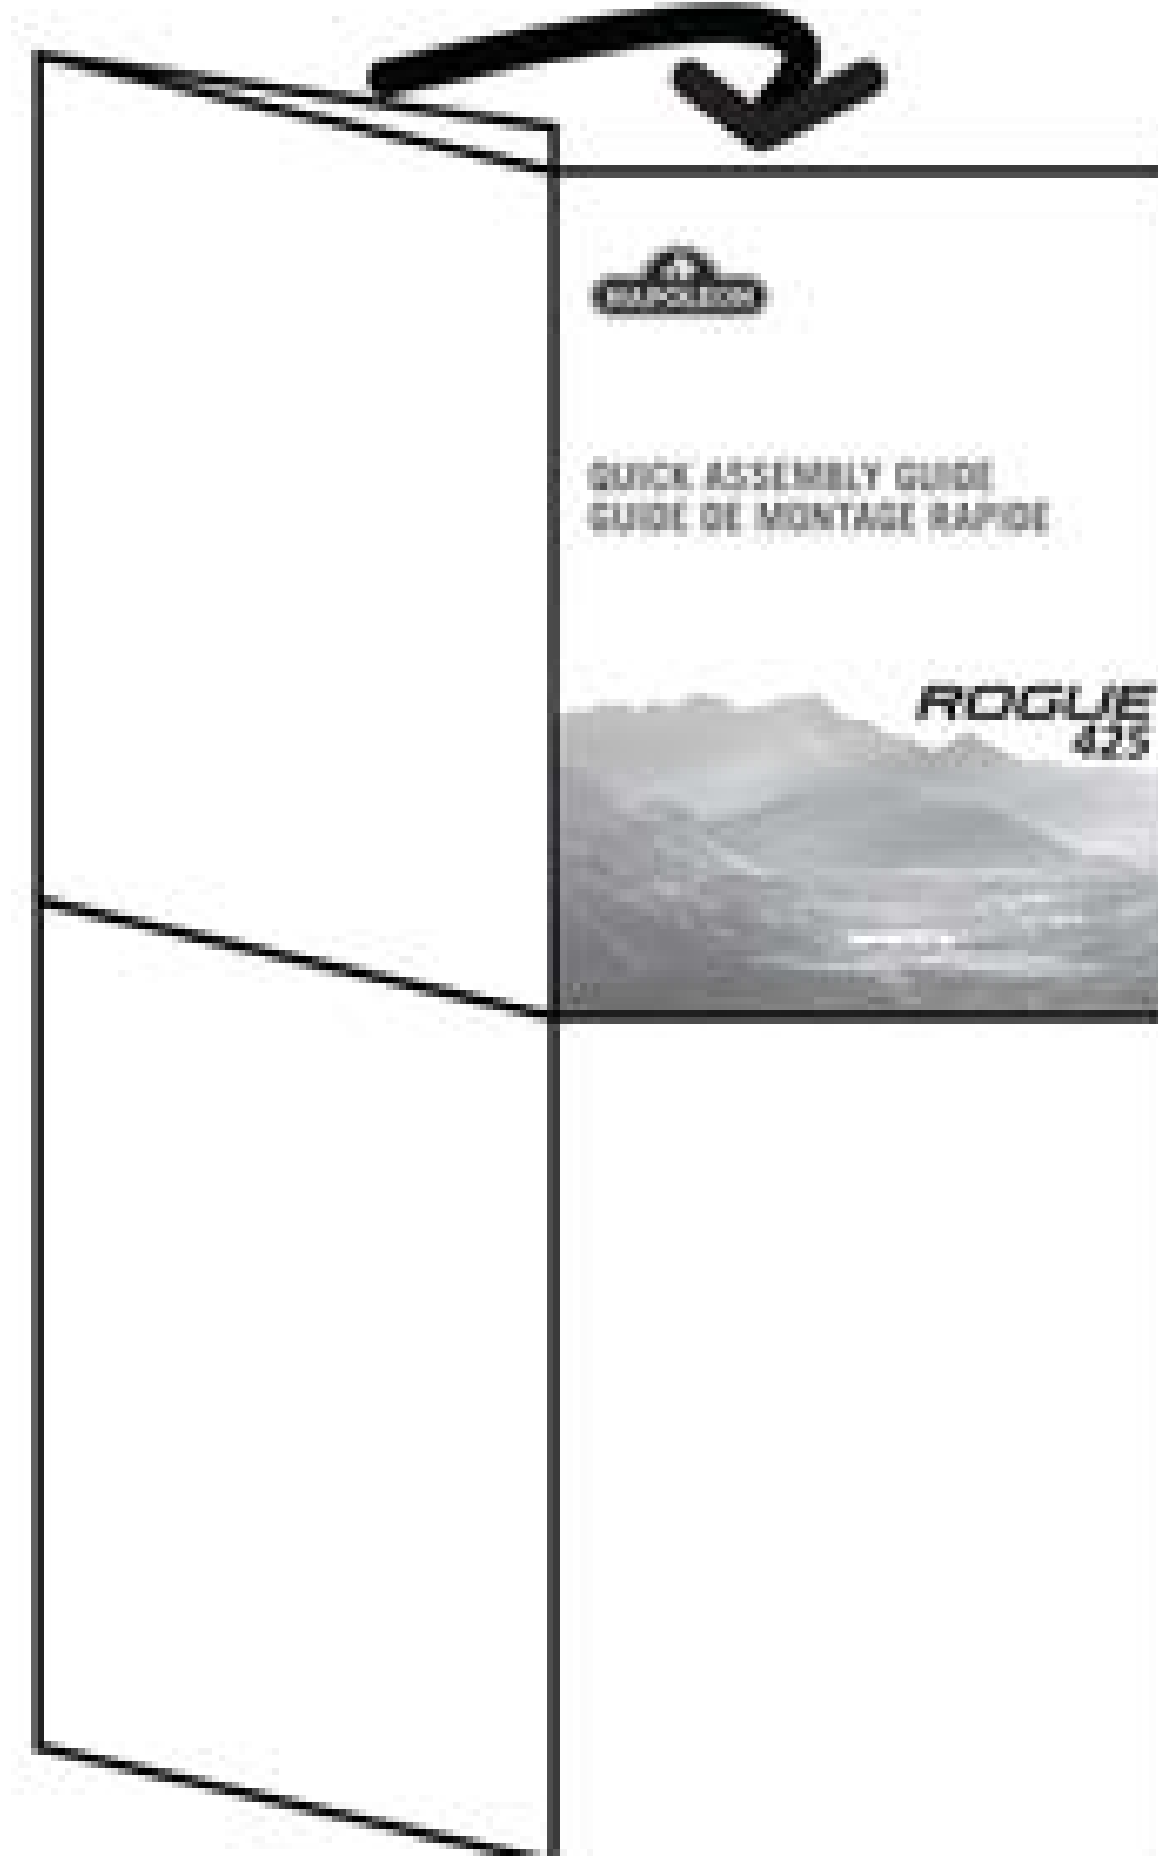 NAPOLEON
QUICK ASSEMBLY GUIDE
GUIDE DE MONTAGE RAPIDE
ROGUE
425